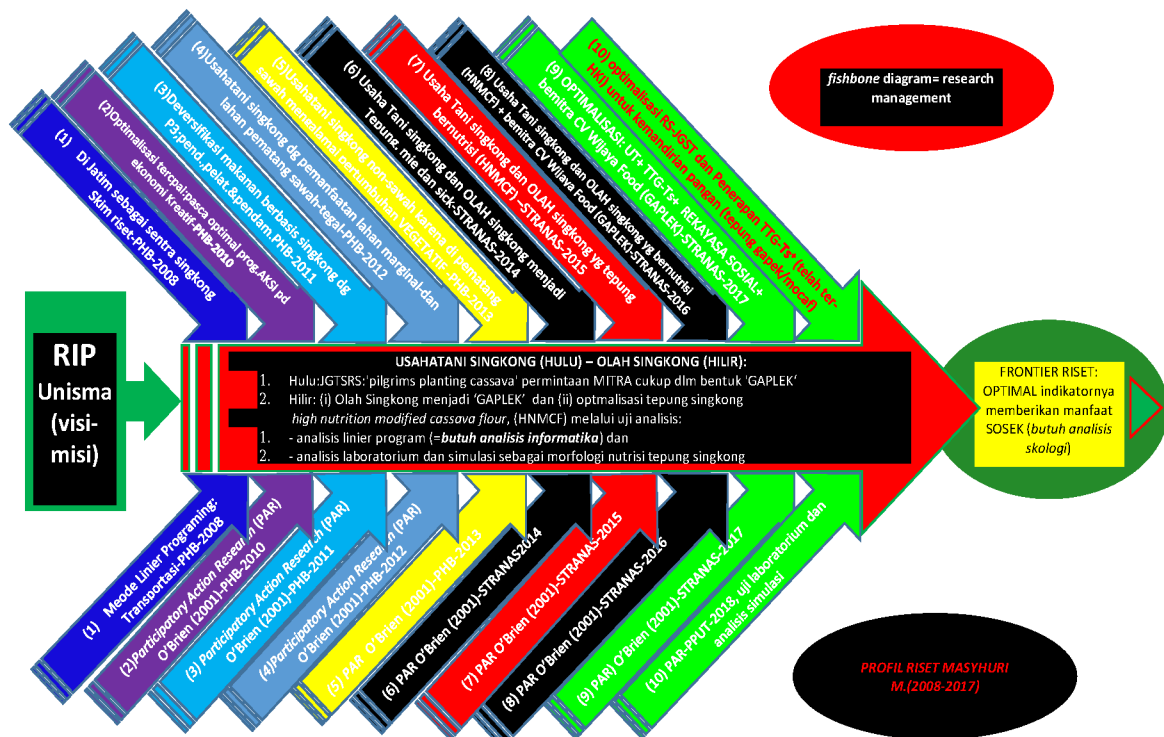 (1) Di Jatim sebagai sentra singkong
Skim riset-PHB-2008
(2)Optimalisasi tercpai:pasca optimal prog.AKSI pd
ekonomi Kreatif-PHB-2010
(3)Deversifikasi makanan berbasis singkong dg
P3;pend.,pelat.&pendam.PHB-2011
(4)Usahatani singkong dg pemanfaatan lahan marginal-dan
lahan pematang sawah-tegal-PHB-2012
(5)Usahatani singkong pon-sawah karena di pematang
sawah mengalamai bertumbuhan VEGETATIF -PHB-2013
(6) Usaha Tani singkong dan OLAH singkong menjadi
Tepung, mie dan sick-STRANAS-2014
(7) Usaha Tani singkong dan OLAH singkong yg tepung
bernutrisi (HNMCF) –STRANAS-2015
(8) Usaha Tani singkong dan OLAH singkong yg bernutrisi
(HNMCF) + bemitra CV Wijaya Food (GAPLEK)-STRANAS-2016
(9) OPTIMALISASI: UT+ TTG-Ts+ REKAYASA SOSIAL+
bemitra CV Wijaya Food (GAPLEK)-STRANAS-2017
(10) optimalisasi RS-JGST dan Penerapan TTG-Ts⁺ (telah ter-
HKI) untuk kemandirian pangan (tepung gapek/mocaf)
fishbone diagram= research
management
RIP
Unisma
(visi-
misi)
USAHATANI SINGKONG (HULU) – OLAH SINGKONG (HILIR):
1. Hulu:JGTSRS:'pilgrims planting cassava' permintaan MITRA cukup dlm bentuk 'GAPLEK'
2. Hilir: (i) Olah Singkong menjadi 'GAPLEK' dan (ii) optmalisasi tepung singkong
high nutrition modified cassava flour, (HNMCF) melalui uji analisis:
1. - analisis linier program (=butuh analisis informatika) dan
2. - analisis laboratorium dan simulasi sebagai morfologi nutrisi tepung singkong
FRONTIER RISET:
OPTIMAL indikatornya
memberikan manfaat
SOSEK (butuh analisis
skologi)
(1) Meode Linier Programing:
Transportasi-PHB-2008
(2)Participatory Action Research (PAR)
O'Brien (2001)-PHB-2010
(3) Participatory Action Research (PAR)
O'Brien (2001)-PHB-2011
(4)Participatory Action Research (PAR)
O'Brien (2001)-PHB-2012
(5) PAR O'Brien (2001)-PHB-2013
(6) PAR O'Brien (2001)-STRANAS2014
(7) PAR O'Brien (2001)-STRANAS-2015
(8) PAR O'Brien (2001)-STRANAS-2016
(9) PAR) O'Brien (2001)-STRANAS-2017
(10) PAR-PPUT-2018, uji laboratorium dan
analisis simulasi
PROFIL RISET MASYHURI
M.(2008-2017)